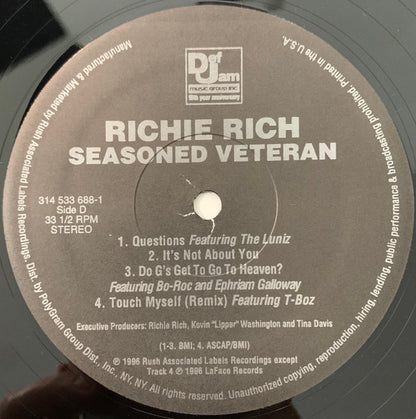 Def
Jam
music group inc.
10th year anniversary
RICHIE RICH
SEASONED VETERAN
314 533 688-1
Side D
33 1/2 RPM
STEREO
1. Questions Featuring The Luniz
2. It's Not About You
3. Do G's Get To Go To Heaven?
Featuring Bo-Roc and Ephriam Galloway
4. Touch Myself (Remix) Featuring T-Boz
Executive Producers: Richie Rich, Kevin "Lipper" Washington and Tina Davis
(1-3. BMI; 4. ASCAP/BMI)
℗ 1996 Rush Associated Labels Recordings except
Track 4 ℗ 1996 LaFace Records
Manufactured & Marketed by Rush Associated Labels Recordings. Dist. by PolyGram Group Dist., Inc., NY, NY. All rights reserved. Unauthorized copying, reproduction, hiring, lending, public performance & broadcasting prohibited. Printed in the U.S.A.